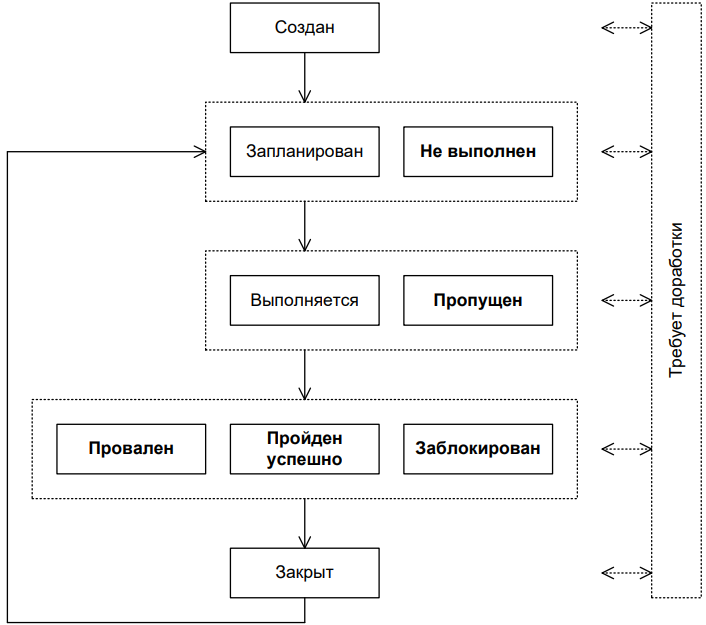 Создан
Запланирован
Не выполнен
Выполняется
Пропущен
Провален
Пройден
успешно
Заблокирован
Закрыт
Требует доработки